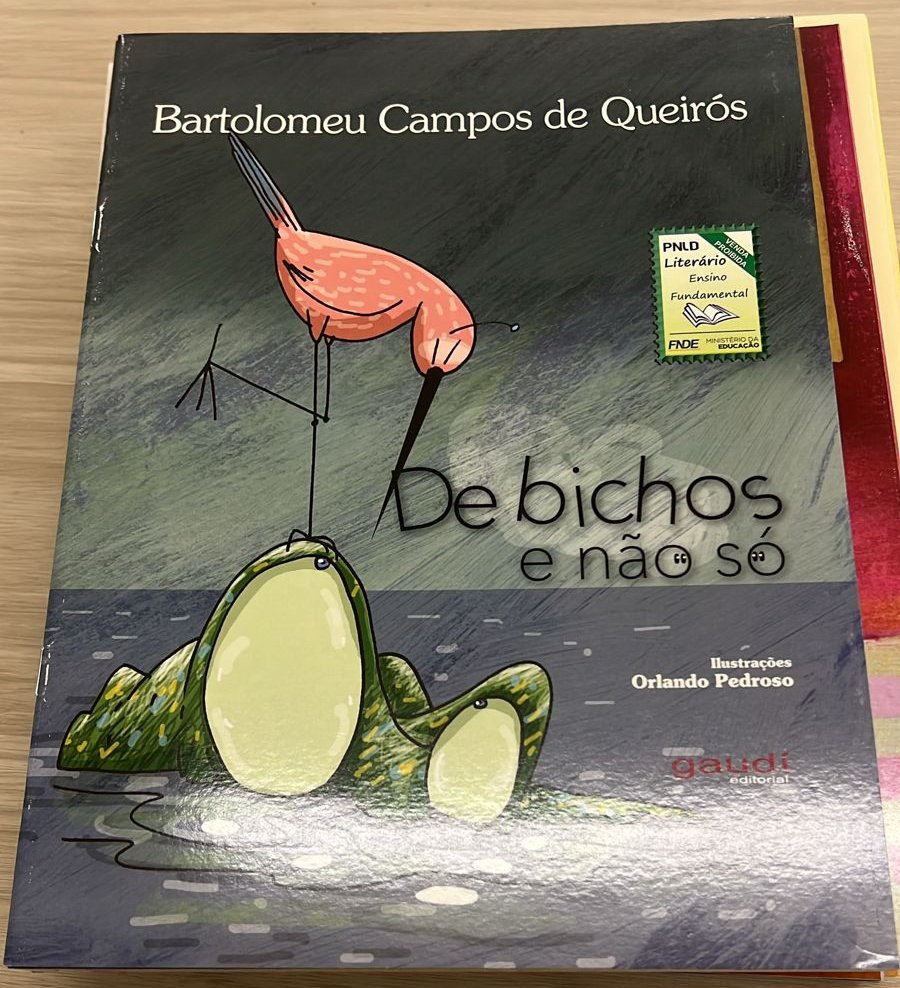 Bartolomeu Campos de Queirós
PNLD
VENDA
PROIBIDA
Literário
Ensino
Fundamental
FNDE
MINISTÉRIO DA
EDUCAÇÃO
De bichos
e não só
Ilustrações
Orlando Pedroso
gaudí
editorial